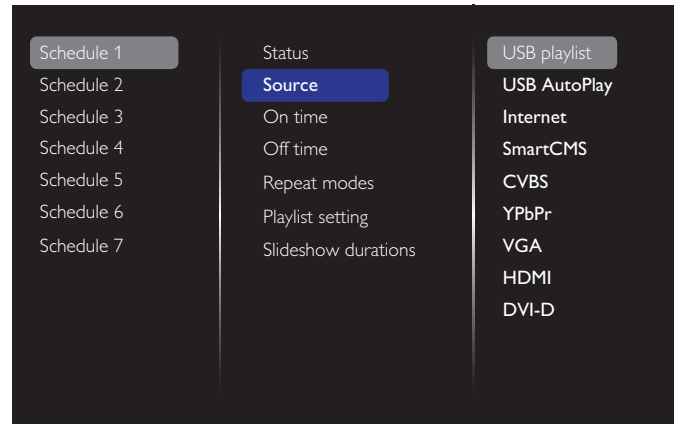 Schedule 1
Schedule 2
Schedule 3
Schedule 4
Schedule 5
Schedule 6
Schedule 7
Status
Source
On time
Off time
Repeat modes
Playlist setting
Slideshow durations
USB playlist
USB AutoPlay
Internet
SmartCMS
CVBS
YPbPr
VGA
HDMI
DVI-D